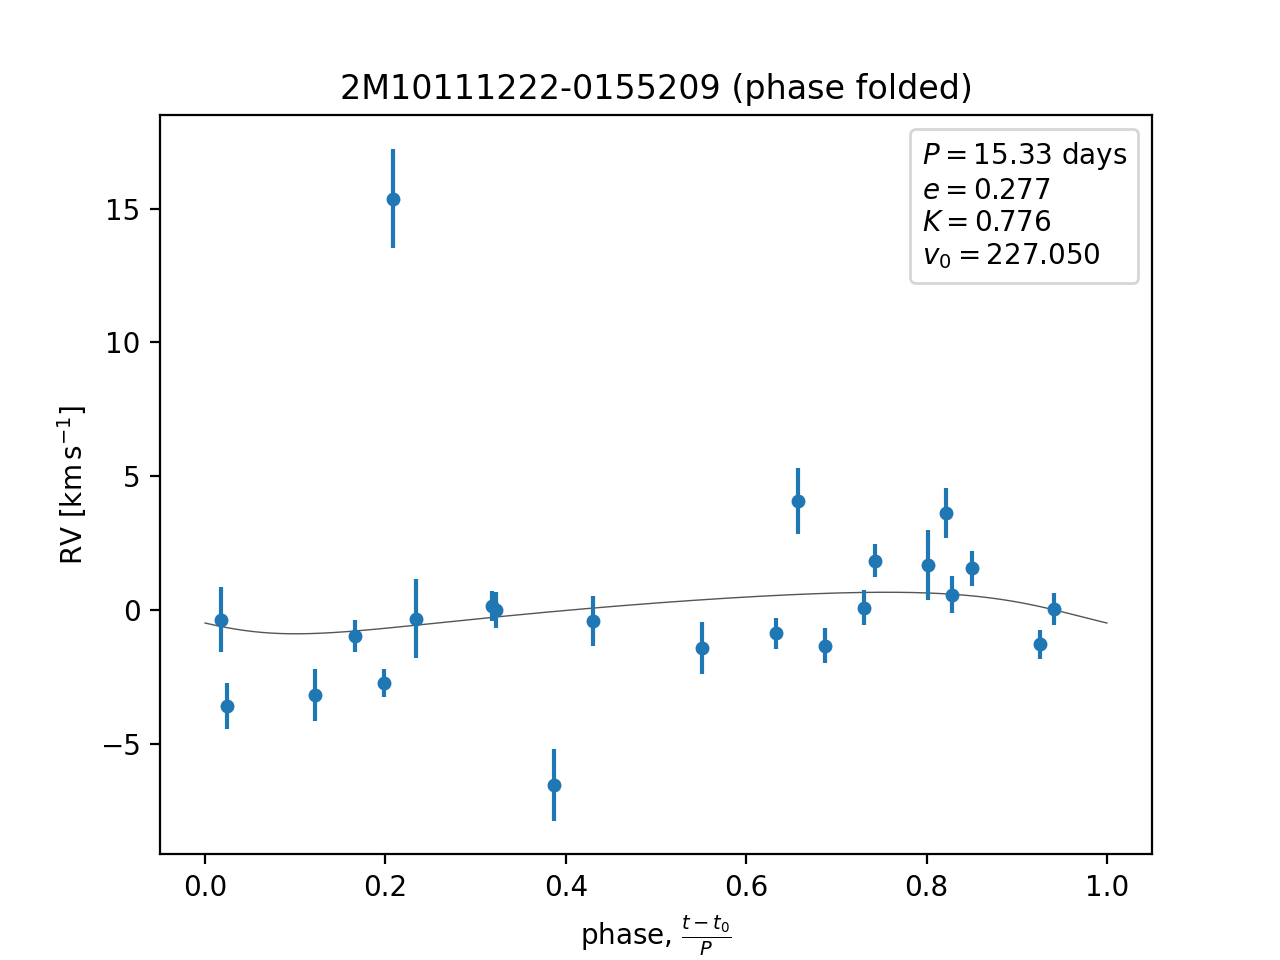 2M10111222-0155209 (phase folded)
P = 15.33 days
e = 0.277
K = 0.776
v₀ = 227.050
15
10
5
0
−5
RV [km s⁻¹]
0.0 0.2 0.4 0.6 0.8 1.0
phase, (t − t₀)/P